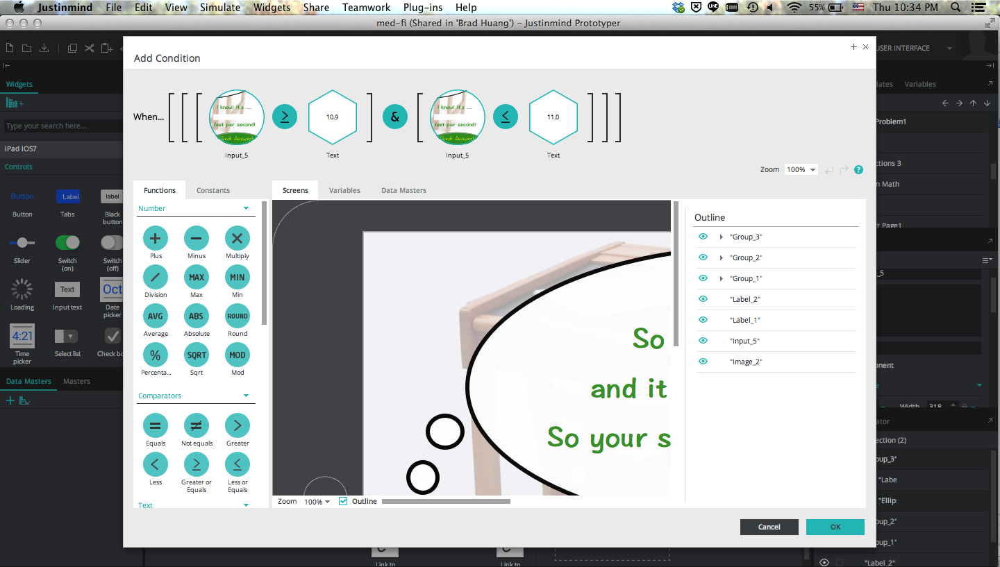 Justinmind File Edit View Simulate Widgets Share Teamwork Plug-ins Help 55% Thu 10:34 PM
med-fi (Shared in 'Brad Huang') – Justinmind Prototyper
USER INTERFACE
Add Condition
Widgets
Variables
Type your search here...
iPad iOS7
Controls
Button Label label
Button Tabs Black button
Slider Switch (on) Switch (off)
Text Oct
Loading Input text Date picker
4:21
Time picker Select list Check bo
Data Masters Masters
When...
I know! It's ....
feet per second!
Check Answer!
Input_5
≥
10.9
Text
&
I know! It's ....
feet per second!
Check Answer!
Input_5
≤
11.0
Text
Zoom 100% ?
Functions Constants
Number
Plus Minus Multiply
MAX MIN
Division Max Min
AVG ABS ROUND
Average Absolute Round
% SQRT MOD
Percenta... Sqrt Mod
Comparators
Equals Not equals Greater
Less Greater or Equals Less or Equals
Text
Screens Variables Data Masters
So
and it
So your s
Zoom 100% Outline
Outline
"Group_3"
"Group_2"
"Group_1"
"Label_2"
"Label_1"
"Input_5"
"Image_2"
Cancel OK
Problem1
ctions 3
Math
Page1
_5
onent
Width 318
ection (2)
oup_3"
"Labe
"Ellip:
oup_2"
oup_1"
"Label_2"
Link to Link to